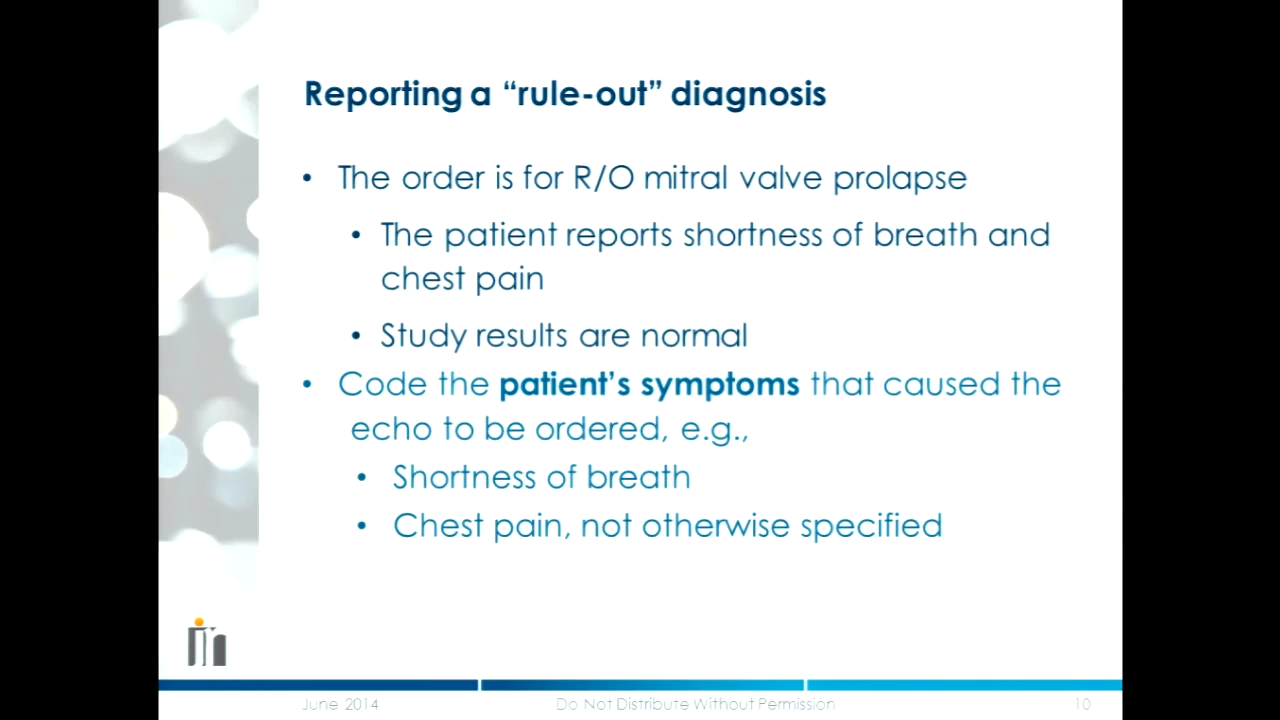 Reporting a “rule-out” diagnosis
• The order is for R/O mitral valve prolapse
• The patient reports shortness of breath and
chest pain
• Study results are normal
• Code the patient’s symptoms that caused the
echo to be ordered, e.g.,
• Shortness of breath
• Chest pain, not otherwise specified
June 2014 Do Not Distribute Without Permission 10